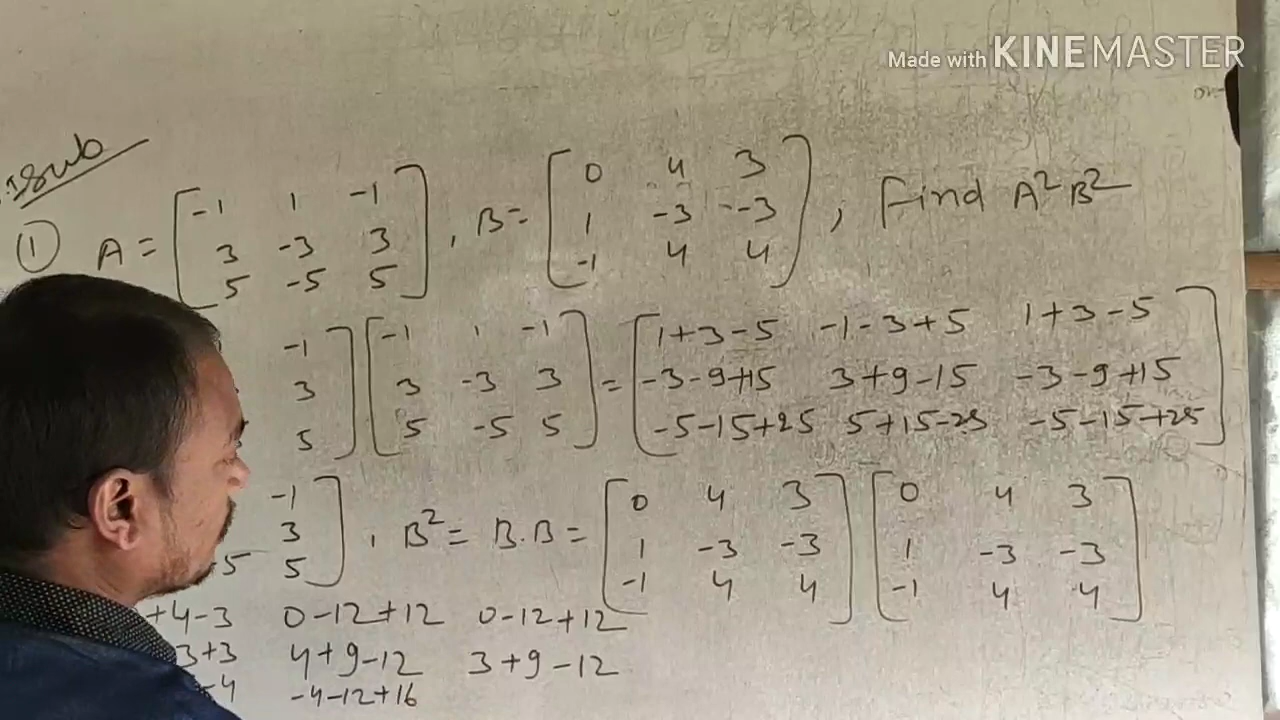 Made with KINEMASTER
Sub
① A = [ -1 1 -1 ] , B = [ 0 4 3 ] , Find A² B²
3 -3 3 1 -3 -3
5 -5 5 -1 4 4
-1 ] [ -1 1 -1 ] = [ 1+3-5 -1-3+5 1+3-5 ]
3 3 -3 3 -3-9+15 3+9-15 -3-9+15
5 5 -5 5 -5-15+25 5+15-25 -5-15+25
-1 ] , B² = B.B = [ 0 4 3 ] [ 0 4 3 ]
3 1 -3 -3 1 -3 -3
5 5 -1 4 4 -1 4 4
+4-3 0-12+12 0-12+12
3+3 4+9-12 3+9-12
-4 -4-12+16